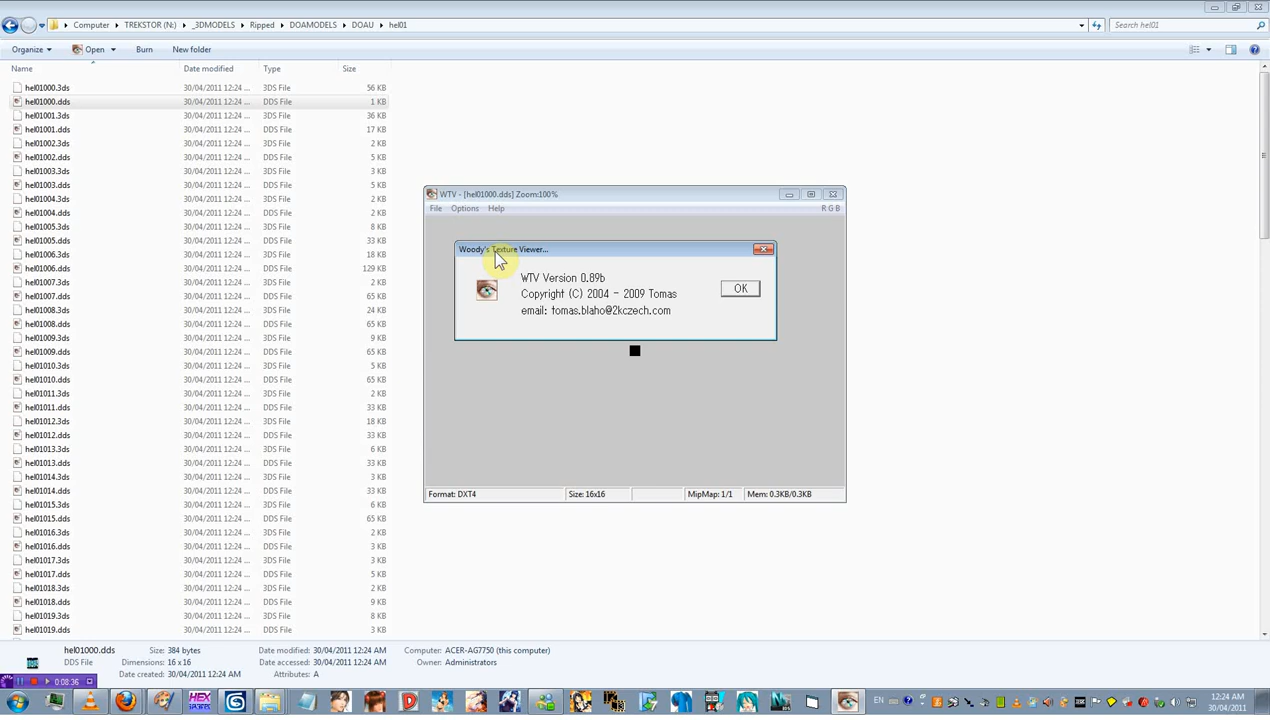 Computer ▸ TREKSTOR (N:) ▸ _3DMODELS ▸ Ripped ▸ DOAMODELS ▸ DOAU ▸ hel01
Search hel01
Organize Open Burn New folder
Name Date modified Type Size
hel01000.3ds 30/04/2011 12:24 ... 3DS File 56 KB
hel01000.dds 30/04/2011 12:24 ... DDS File 1 KB
hel01001.3ds 30/04/2011 12:24 ... 3DS File 36 KB
hel01001.dds 30/04/2011 12:24 ... DDS File 17 KB
hel01002.3ds 30/04/2011 12:24 ... 3DS File 2 KB
hel01002.dds 30/04/2011 12:24 ... DDS File 5 KB
hel01003.3ds 30/04/2011 12:24 ... 3DS File 3 KB
hel01003.dds 30/04/2011 12:24 ... DDS File 5 KB
hel01004.3ds 30/04/2011 12:24 ... 3DS File 2 KB
hel01004.dds 30/04/2011 12:24 ... DDS File 5 KB
hel01005.3ds 30/04/2011 12:24 ... 3DS File 8 KB
hel01005.dds 30/04/2011 12:24 ... DDS File 33 KB
hel01006.3ds 30/04/2011 12:24 ... 3DS File 18 KB
hel01006.dds 30/04/2011 12:24 ... DDS File 129 KB
hel01007.3ds 30/04/2011 12:24 ... 3DS File 2 KB
hel01007.dds 30/04/2011 12:24 ... DDS File 65 KB
hel01008.3ds 30/04/2011 12:24 ... 3DS File 24 KB
hel01008.dds 30/04/2011 12:24 ... DDS File 65 KB
hel01009.3ds 30/04/2011 12:24 ... 3DS File 9 KB
hel01009.dds 30/04/2011 12:24 ... DDS File 65 KB
hel01010.3ds 30/04/2011 12:24 ... 3DS File 2 KB
hel01010.dds 30/04/2011 12:24 ... DDS File 65 KB
hel01011.3ds 30/04/2011 12:24 ... 3DS File 2 KB
hel01011.dds 30/04/2011 12:24 ... DDS File 33 KB
hel01012.3ds 30/04/2011 12:24 ... 3DS File 18 KB
hel01012.dds 30/04/2011 12:24 ... DDS File 33 KB
hel01013.3ds 30/04/2011 12:24 ... 3DS File 6 KB
hel01013.dds 30/04/2011 12:24 ... DDS File 33 KB
hel01014.3ds 30/04/2011 12:24 ... 3DS File 3 KB
hel01014.dds 30/04/2011 12:24 ... DDS File 33 KB
hel01015.3ds 30/04/2011 12:24 ... 3DS File 6 KB
hel01015.dds 30/04/2011 12:24 ... DDS File 65 KB
hel01016.3ds 30/04/2011 12:24 ... 3DS File 2 KB
hel01016.dds 30/04/2011 12:24 ... DDS File 3 KB
hel01017.3ds 30/04/2011 12:24 ... 3DS File 3 KB
hel01017.dds 30/04/2011 12:24 ... DDS File 5 KB
hel01018.3ds 30/04/2011 12:24 ... 3DS File 2 KB
hel01018.dds 30/04/2011 12:24 ... DDS File 9 KB
hel01019.3ds 30/04/2011 12:24 ... 3DS File 8 KB
hel01019.dds 30/04/2011 12:24 ... DDS File 3 KB
WTV - [hel01000.dds] Zoom:100%
File Options Help R G B
Woody's Texture Viewer...
WTV Version 0.89b
Copyright (C) 2004 - 2009 Tomas
email: tomas.blaho@2kczech.com
OK
Format: DXT4 Size: 16x16 MipMap: 1/1 Mem: 0.3KB/0.3KB
hel01000.dds Size: 384 bytes Date modified: 30/04/2011 12:24 AM Computer: ACER-AG7750 (this computer)
DDS File Dimensions: 16 x 16 Date accessed: 30/04/2011 12:24 AM Owner: Administrators
Date created: 30/04/2011 12:24 AM Attributes: A
0:08:36
HEX
EN
12:24 AM
30/04/2011